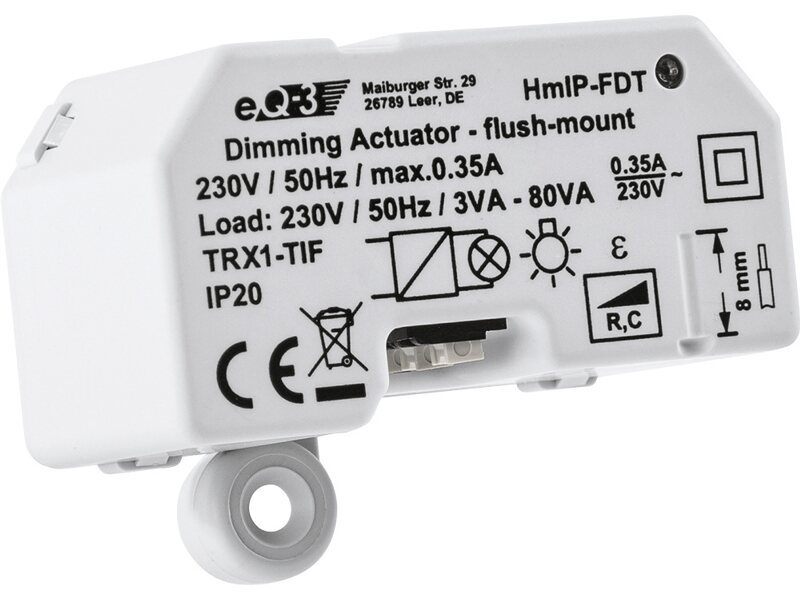 eQ-3
Maiburger Str. 29
26789 Leer, DE
HmIP-FDT
Dimming Actuator - flush-mount
230V / 50Hz / max.0.35A
Load: 230V / 50Hz / 3VA - 80VA
0.35A
230V ~
TRX1-TIF
IP20
ε
R,C
8 mm
CE